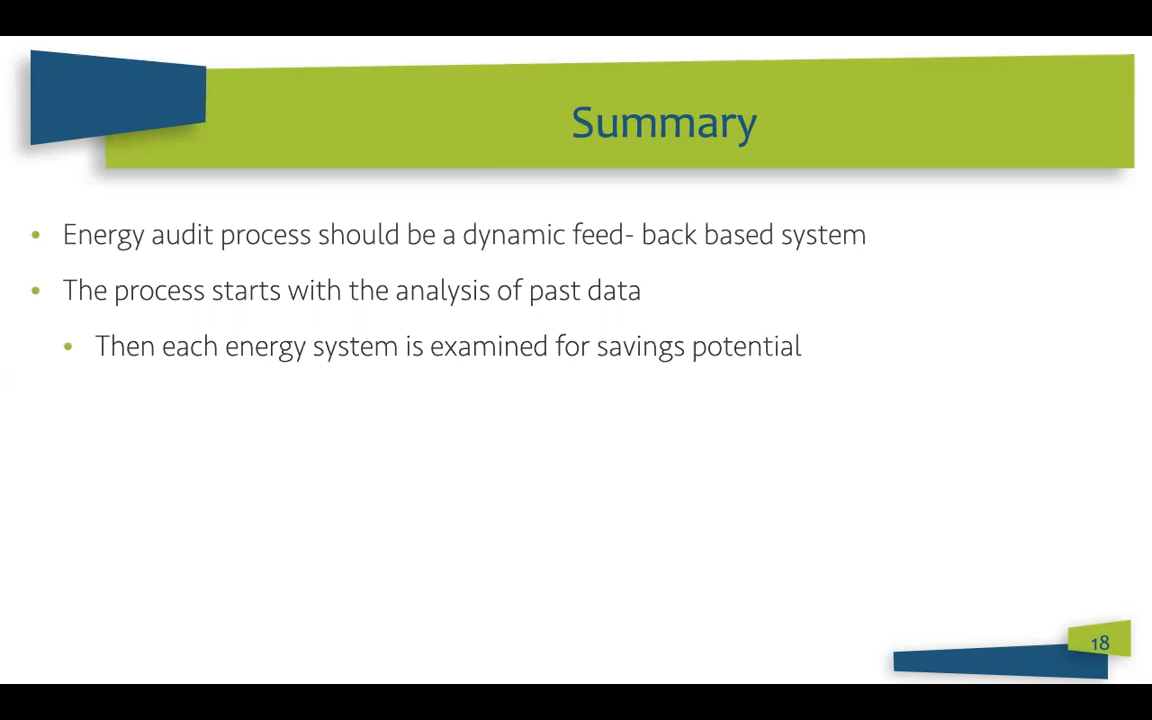 Summary
• Energy audit process should be a dynamic feed- back based system
• The process starts with the analysis of past data
• Then each energy system is examined for savings potential
18